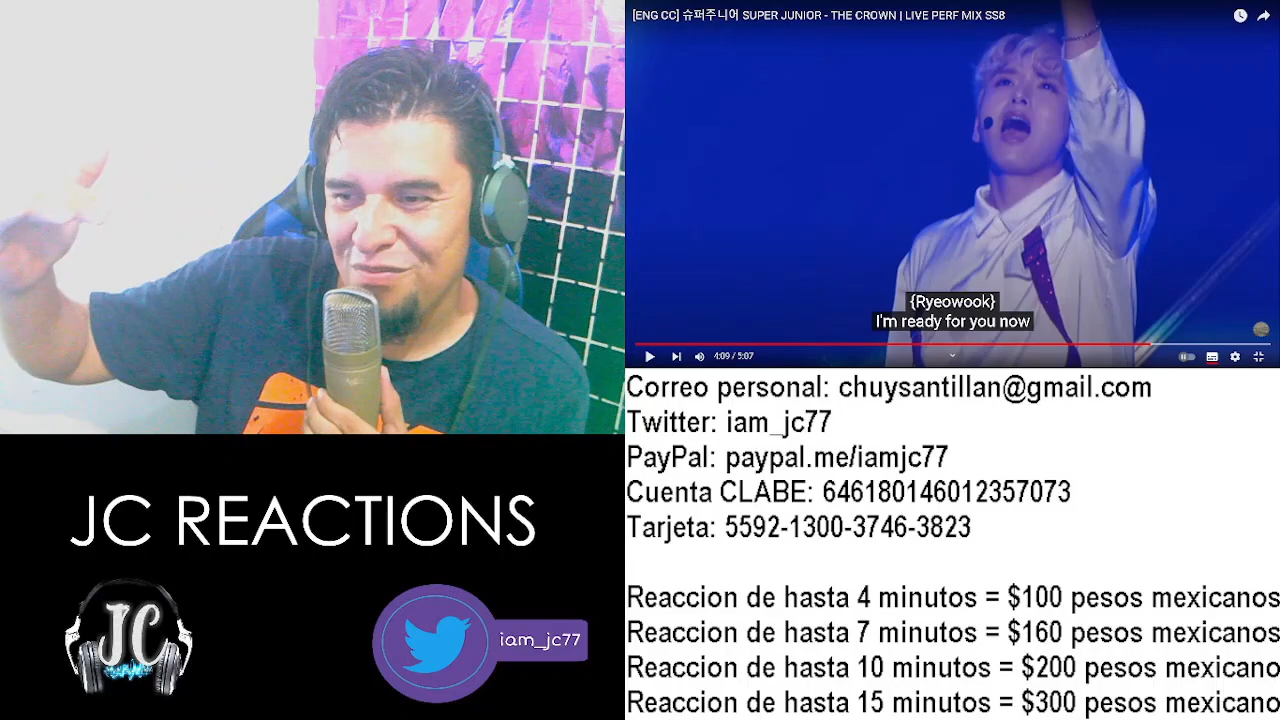 [ENG CC] 슈퍼주니어 SUPER JUNIOR - THE CROWN | LIVE PERF MIX SS8
{Ryeowook}
I'm ready for you now
4:09 / 5:07
Correo personal: chuysantillan@gmail.com
Twitter: iam_jc77
PayPal: paypal.me/iamjc77
Cuenta CLABE: 646180146012357073
Tarjeta: 5592-1300-3746-3823
Reaccion de hasta 4 minutos = $100 pesos mexicanos
Reaccion de hasta 7 minutos = $160 pesos mexicanos
Reaccion de hasta 10 minutos = $200 pesos mexicano
Reaccion de hasta 15 minutos = $300 pesos mexicano
JC REACTIONS
JC
iam_jc77